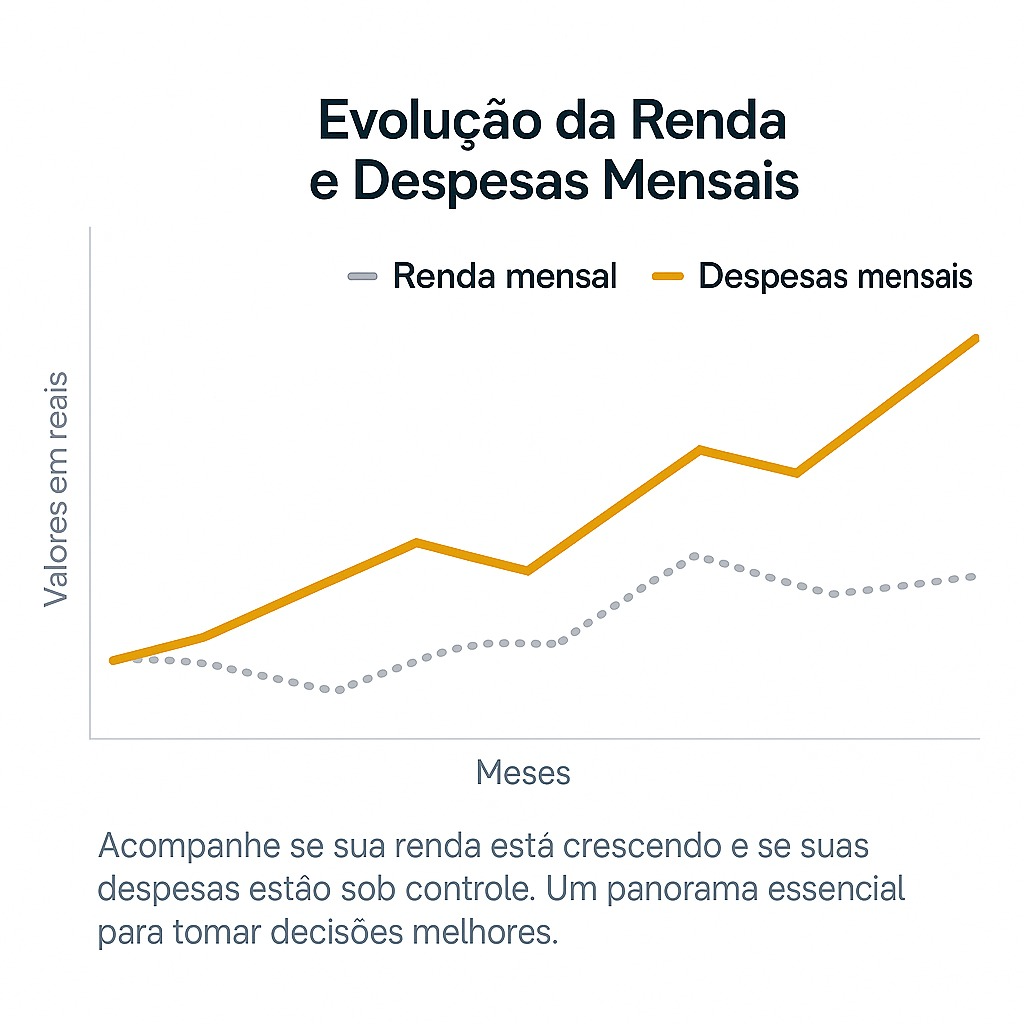 Evolução da Renda
e Despesas Mensais
Renda mensal
Despesas mensais
Valores em reais
Meses
Acompanhe se sua renda está crescendo e se suas
despesas estâo sob controle. Um panorama essencial
para tomar decisões melhores.